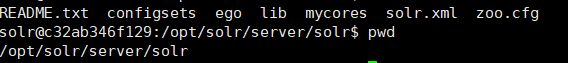 README.txt  configsets  ego  lib  mycores  solr.xml  zoo.cfg
solr@c32ab346f129:/opt/solr/server/solr$ pwd
/opt/solr/server/solr